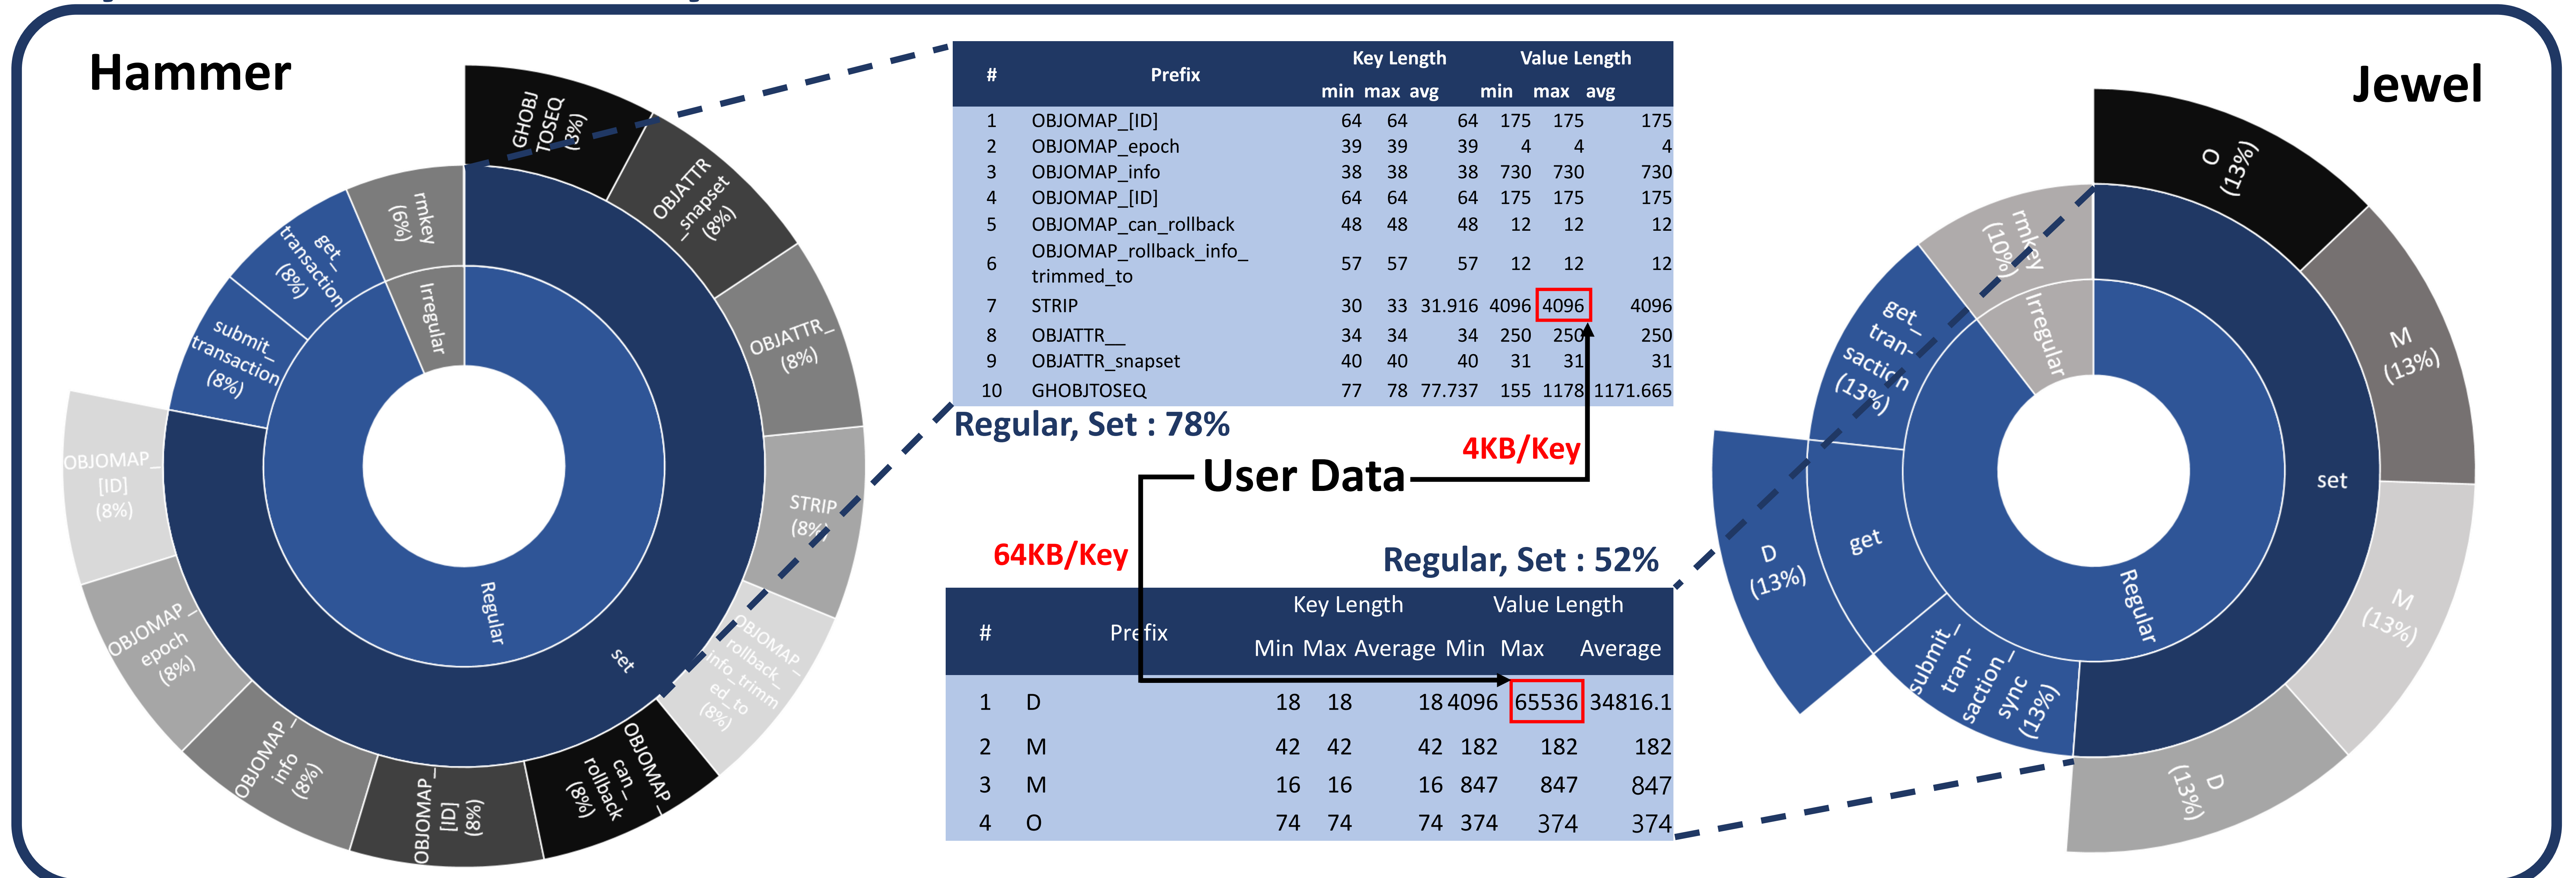 Hammer
GHOBJ
TOSEQ
(3%)
OBJATTR
_snapset
(8%)
OBJATTR_
(8%)
STRIP
(8%)
OBJOMAP_
rollback_
info_trimm
ed_to
(8%)
OBJOMAP_
can_
rollback
(8%)
OBJOMAP_
[ID]
(8%)
OBJOMAP_
info
(8%)
OBJOMAP_
epoch
(8%)
OBJOMAP_
[ID]
(8%)
submit_
transaction
(8%)
get_
transaction
(8%)
rmkey
(6%)
Irregular
Regular
set
Key Length Value Length
# Prefix
min max avg min max avg
1 OBJOMAP_[ID] 64 64 64 175 175 175
2 OBJOMAP_epoch 39 39 39 4 4 4
3 OBJOMAP_info 38 38 38 730 730 730
4 OBJOMAP_[ID] 64 64 64 175 175 175
5 OBJOMAP_can_rollback 48 48 48 12 12 12
6 OBJOMAP_rollback_info_
trimmed_to 57 57 57 12 12 12
7 STRIP 30 33 31.916 4096 4096 4096
8 OBJATTR__ 34 34 34 250 250 250
9 OBJATTR_snapset 40 40 40 31 31 31
10 GHOBJTOSEQ 77 78 77.737 155 1178 1171.665
Regular, Set : 78%
4KB/Key
User Data
64KB/Key
Regular, Set : 52%
Key Length Value Length
# Prefix
Min Max Average Min Max Average
1 D 18 18 18 4096 65536 34816.1
2 M 42 42 42 182 182 182
3 M 16 16 16 847 847 847
4 O 74 74 74 374 374 374
Jewel
O
(13%)
M
(13%)
M
(13%)
D
(13%)
submit_
tran-
saction_
sync
(13%)
D
(13%)
get
get_
tran-
saction
(13%)
rmkey
(10%)
Irregular
Regular
set